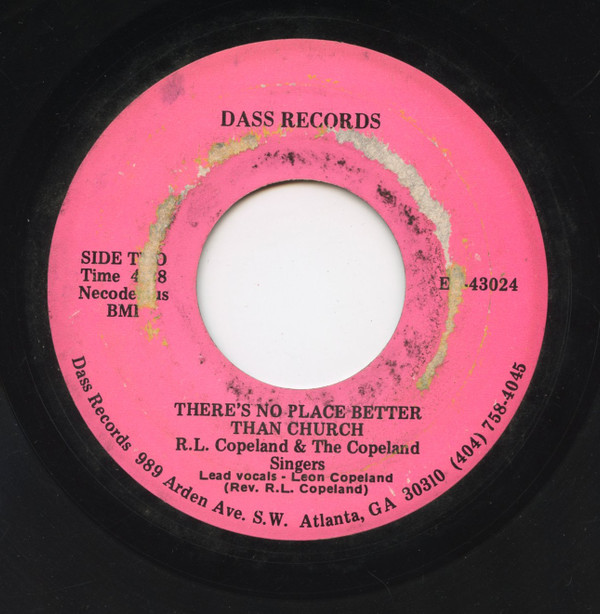 DASS RECORDS
SIDE
Time
BMI
43024
THERE'S NO PLACE BETTER
THAN CHURCH
R.L. Copeland & The Copeland
Singers
Lead vocals - Leon Copeland
(Rev. R.L. Copeland)
Dass Records 989 Arden Ave. S.W. Atlanta, GA 30310 (404) 758-4045